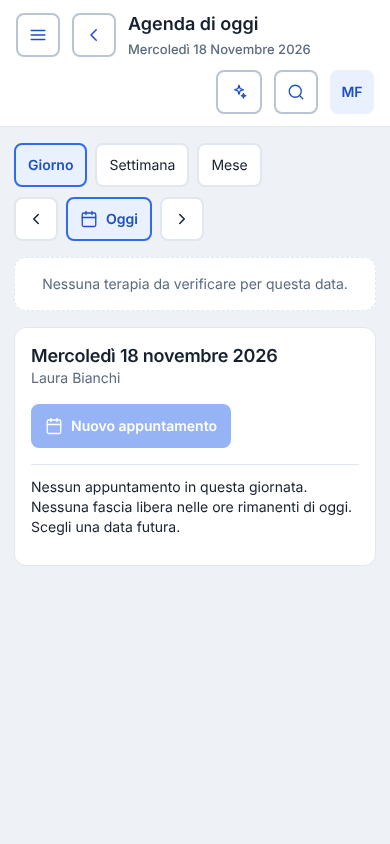 Agenda di oggi
Mercoledì 18 Novembre 2026
MF
Giorno
Settimana
Mese
Oggi
Nessuna terapia da verificare per questa data.
Mercoledì 18 novembre 2026
Laura Bianchi
Nuovo appuntamento
Nessun appuntamento in questa giornata.
Nessuna fascia libera nelle ore rimanenti di oggi.
Scegli una data futura.